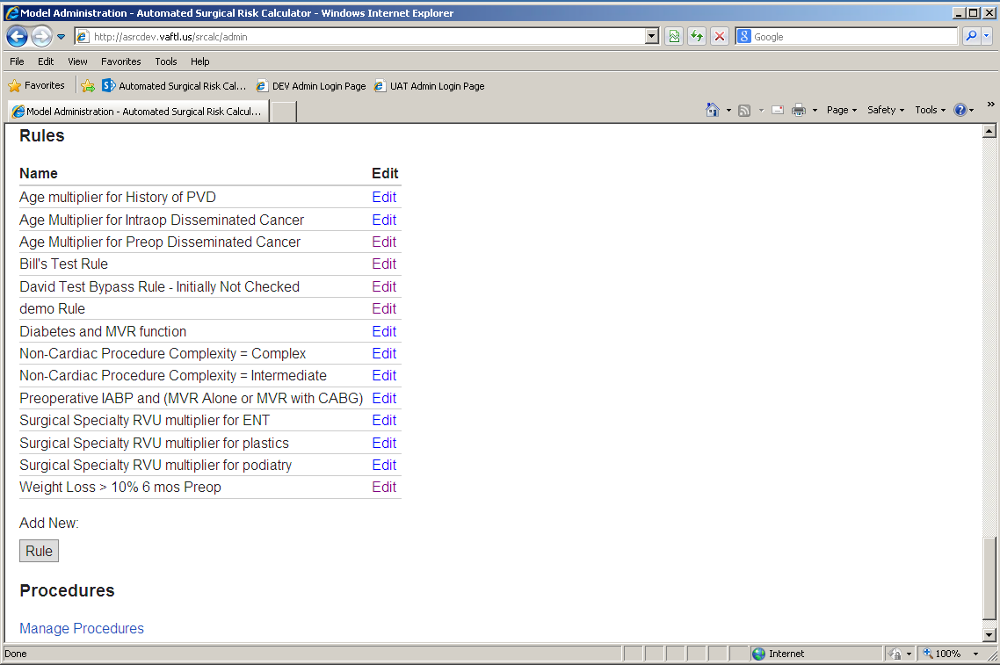 Model Administration - Automated Surgical Risk Calculator - Windows Internet Explorer
http://asrcdev.vaftl.us/srcalc/admin
Google
File Edit View Favorites Tools Help
Favorites Automated Surgical Risk Cal... DEV Admin Login Page UAT Admin Login Page
Model Administration - Automated Surgical Risk Calcul... Page Safety Tools »
Rules
Name Edit
Age multiplier for History of PVD Edit
Age Multiplier for Intraop Disseminated Cancer Edit
Age Multiplier for Preop Disseminated Cancer Edit
Bill's Test Rule Edit
David Test Bypass Rule - Initially Not Checked Edit
demo Rule Edit
Diabetes and MVR function Edit
Non-Cardiac Procedure Complexity = Complex Edit
Non-Cardiac Procedure Complexity = Intermediate Edit
Preoperative IABP and (MVR Alone or MVR with CABG) Edit
Surgical Specialty RVU multiplier for ENT Edit
Surgical Specialty RVU multiplier for plastics Edit
Surgical Specialty RVU multiplier for podiatry Edit
Weight Loss > 10% 6 mos Preop Edit
Add New:
Rule
Procedures
Manage Procedures
Done Internet 100%